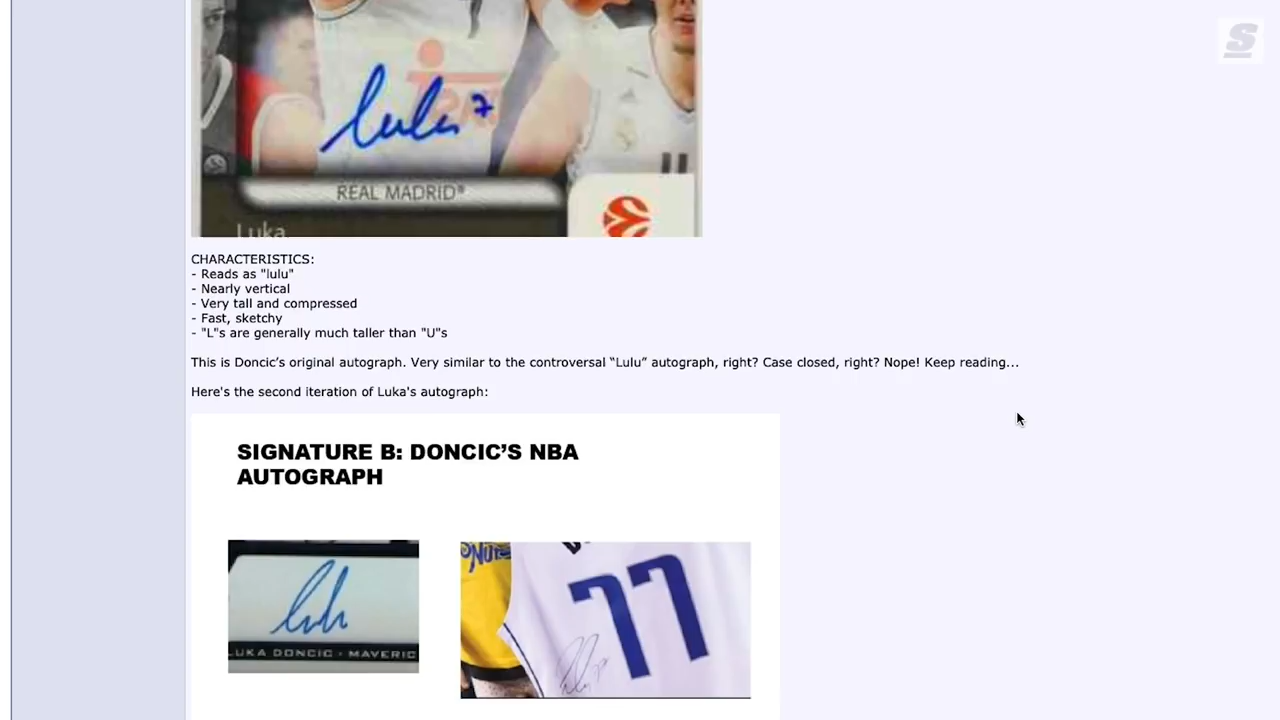 lulu 7
REAL MADRID®
Luka
CHARACTERISTICS:
- Reads as "lulu"
- Nearly vertical
- Very tall and compressed
- Fast, sketchy
- "L"s are generally much taller than "U"s
This is Doncic’s original autograph. Very similar to the controversal “Lulu” autograph, right? Case closed, right? Nope! Keep reading...
Here's the second iteration of Luka's autograph:
SIGNATURE B: DONCIC’S NBA
AUTOGRAPH
LUKA DONCIC - MAVERIC
77
S